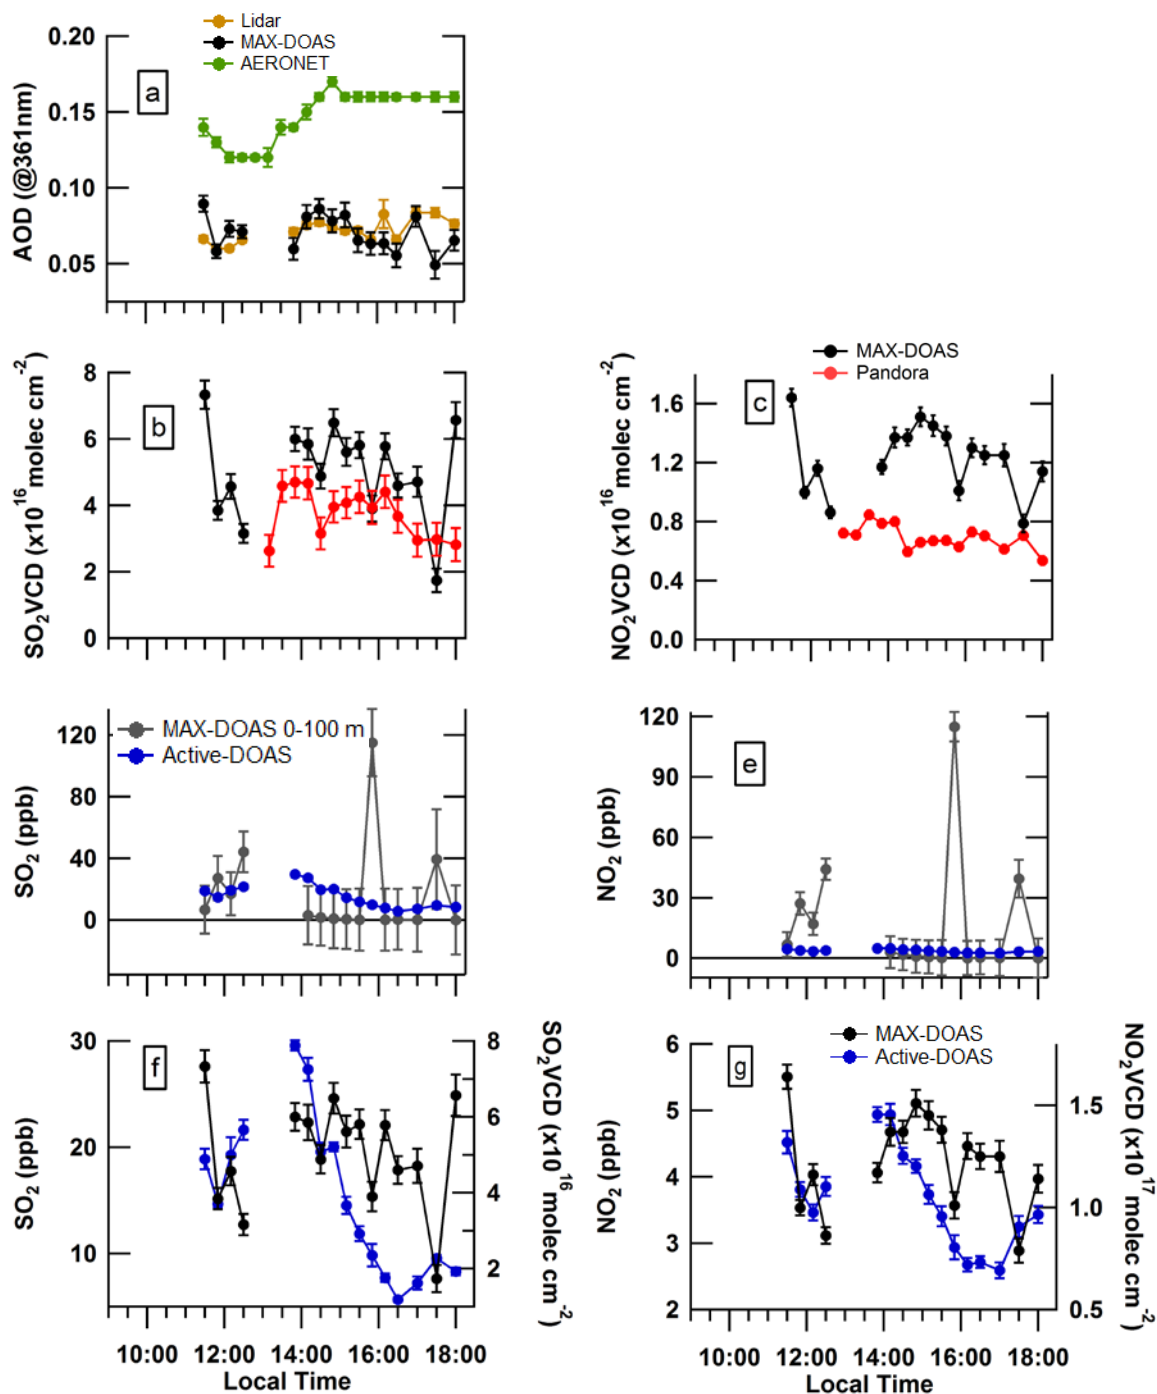 Lidar
MAX-DOAS
AERONET
0.20
0.15
0.10
0.05
AOD (@361nm)
a
8
6
4
2
0
SO2VCD (x10^16 molec cm^-2)
b
MAX-DOAS
Pandora
1.6
1.2
0.8
0.4
0.0
NO2VCD (x10^16 molec cm^-2)
c
MAX-DOAS 0-100 m
Active-DOAS
120
80
40
0
SO2 (ppb)
120
90
60
30
0
NO2 (ppb)
e
30
20
10
SO2 (ppb)
f
8
6
4
2
SO2VCD (x10^16 molec cm^-2)
10:00 12:00 14:00 16:00 18:00
Local Time
MAX-DOAS
Active-DOAS
6
5
4
3
2
NO2 (ppb)
g
1.5
1.0
0.5
NO2VCD (x10^17 molec cm^-2)
10:00 12:00 14:00 16:00 18:00
Local Time